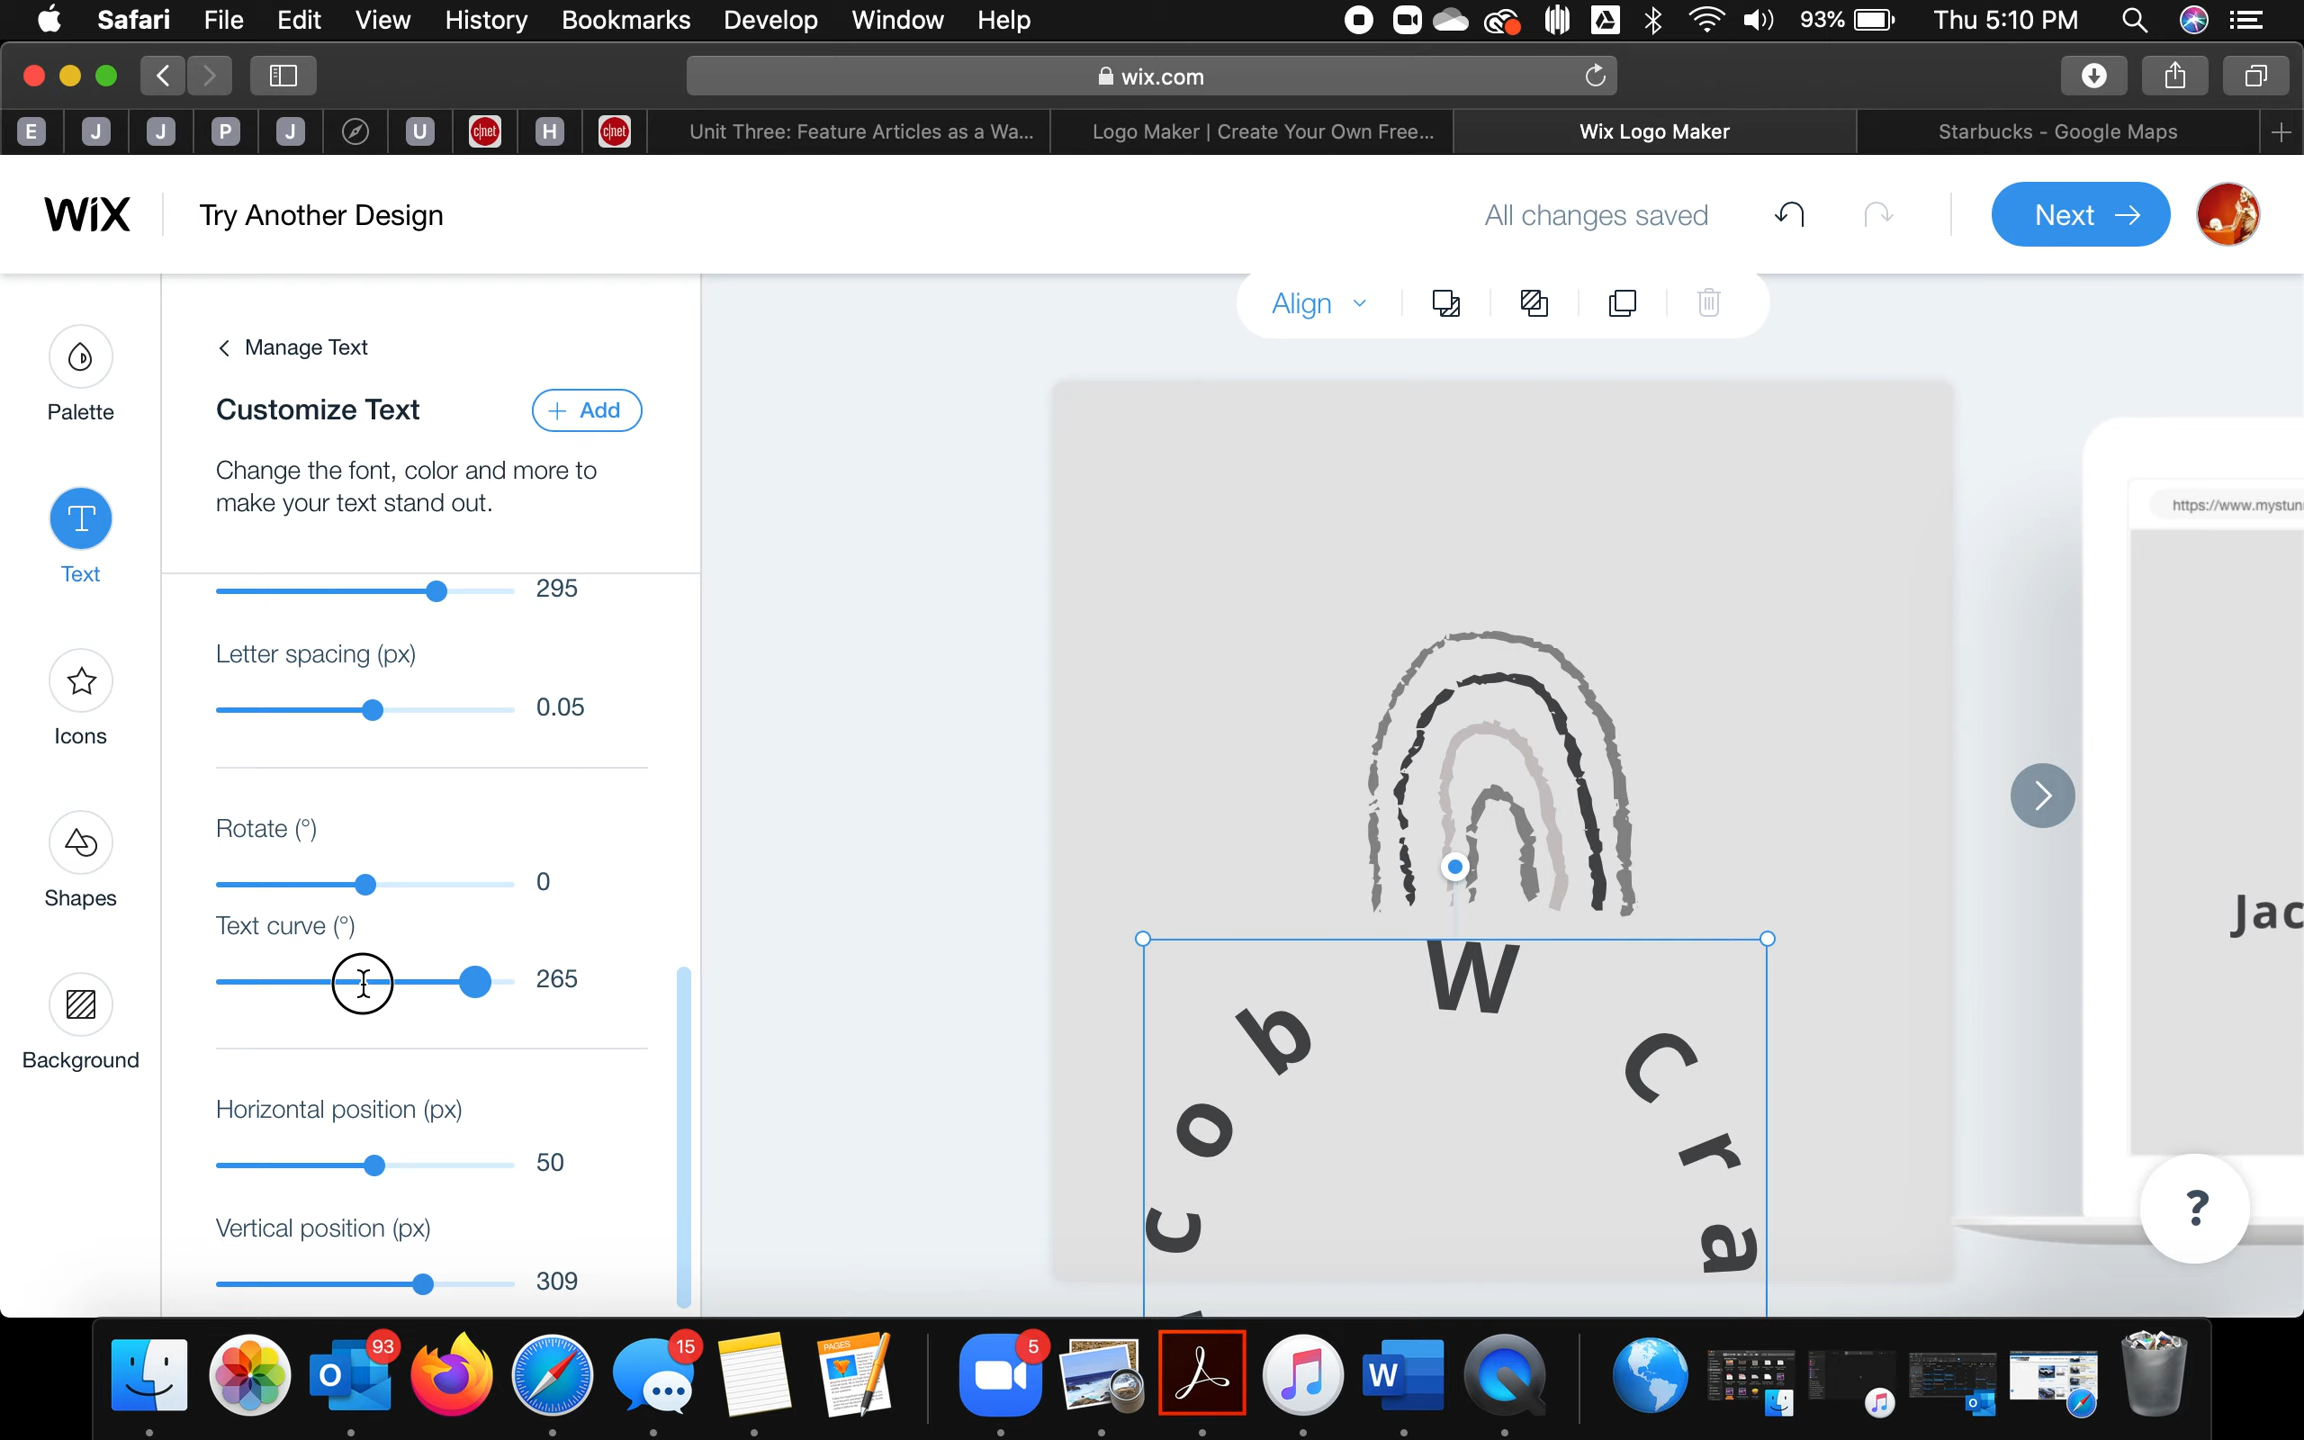 Safari File Edit View History Bookmarks Develop Window Help 93% Thu 5:10 PM
wix.com
E J J P J U c|net H c|net Unit Three: Feature Articles as a Wa... Logo Maker | Create Your Own Free... Wix Logo Maker Starbucks - Google Maps
WiX Try Another Design All changes saved Next
Align
Manage Text
Palette
Customize Text + Add
Change the font, color and more to
make your text stand out.
https://www.mystun
Text
295
Letter spacing (px)
0.05
Icons
Rotate (°)
0
Shapes
Text curve (°)
265
Jac
c o b W C r a
Background
Horizontal position (px)
50
Vertical position (px)
309
?
93 15 PAGES 5 W